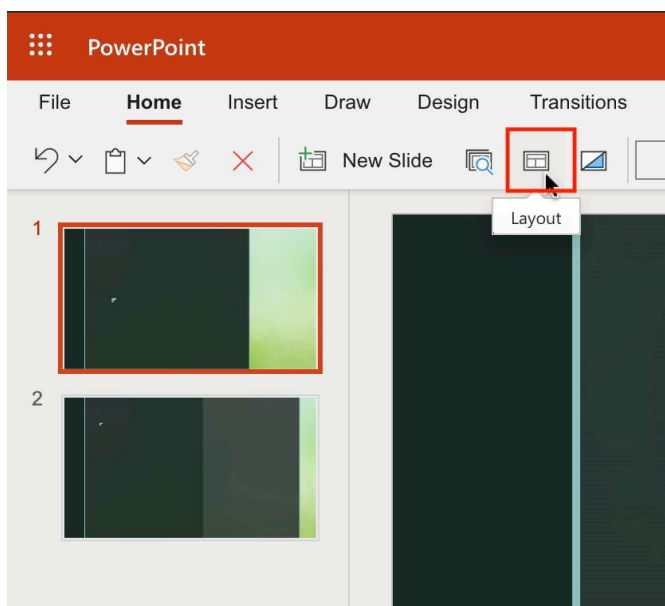 PowerPoint
File Home Insert Draw Design Transitions
New Slide
Layout
1
2